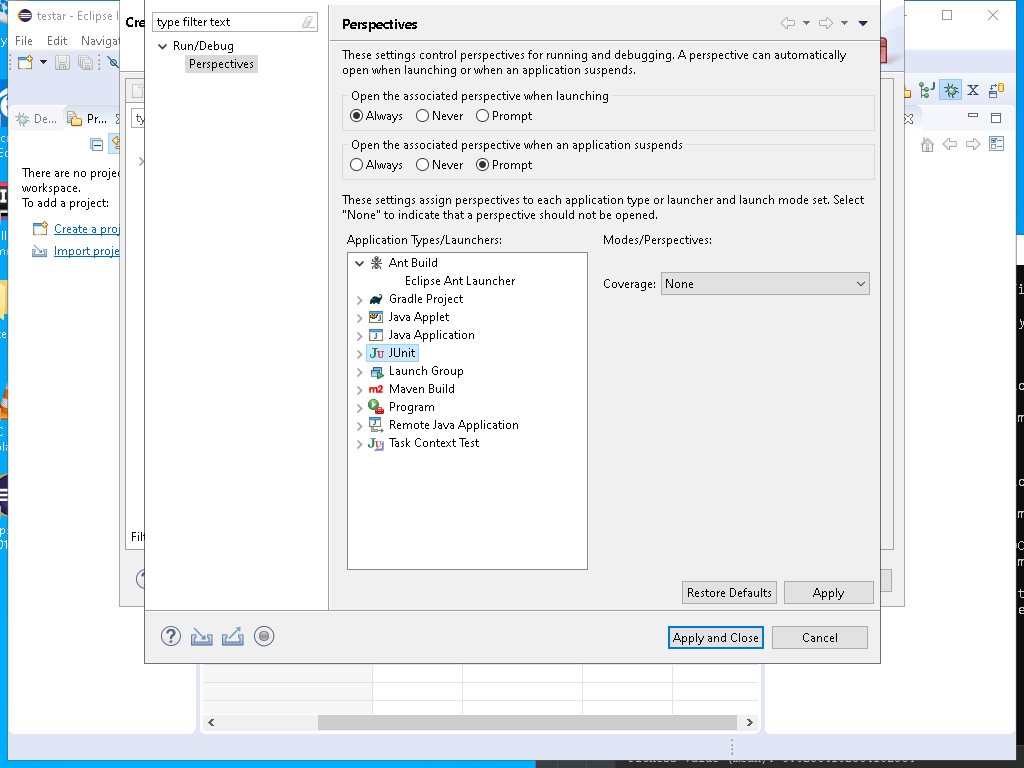 testar - Eclipse I
File Edit Navigat
Cre
type filter text
Run/Debug
Perspectives
Perspectives
These settings control perspectives for running and debugging. A perspective can automatically
open when launching or when an application suspends.
Open the associated perspective when launching
Always Never Prompt
Open the associated perspective when an application suspends
Always Never Prompt
These settings assign perspectives to each application type or launcher and launch mode set. Select
"None" to indicate that a perspective should not be opened.
Application Types/Launchers:
Modes/Perspectives:
Ant Build
Eclipse Ant Launcher
Gradle Project
Java Applet
Java Application
JUnit
Launch Group
Maven Build
Program
Remote Java Application
Task Context Test
Coverage: None
Restore Defaults Apply
Apply and Close Cancel
De... Pr...
There are no proje
workspace.
To add a project:
Create a proj
Import proje
ty
Filt